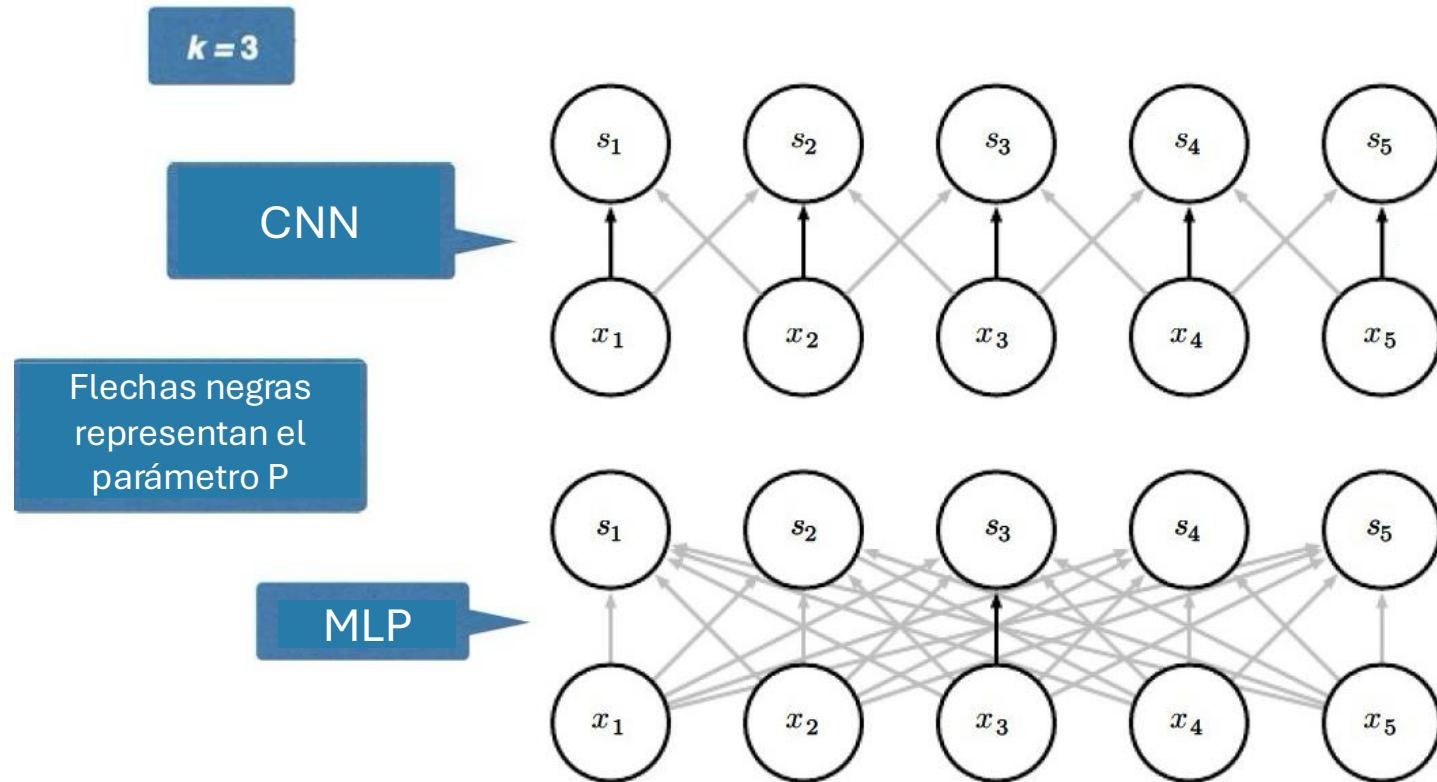 k = 3
s₁ s₂ s₃ s₄ s₅
CNN
x₁ x₂ x₃ x₄ x₅
Flechas negras
representan el
parámetro P
s₁ s₂ s₃ s₄ s₅
MLP
x₁ x₂ x₃ x₄ x₅